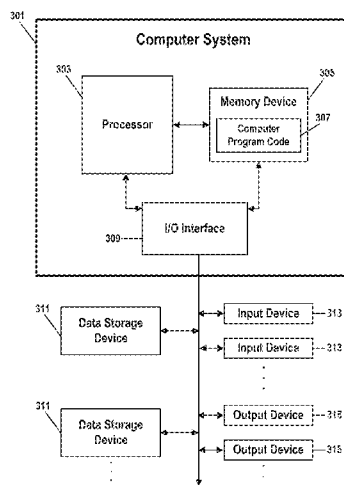 301
Computer System
303
Processor
305
Memory Device
Computer
Program Code
307
I/O Interface
309
311
Data Storage
Device
Input Device
313
Input Device
313
311
Data Storage
Device
Output Device
315
Output Device
315